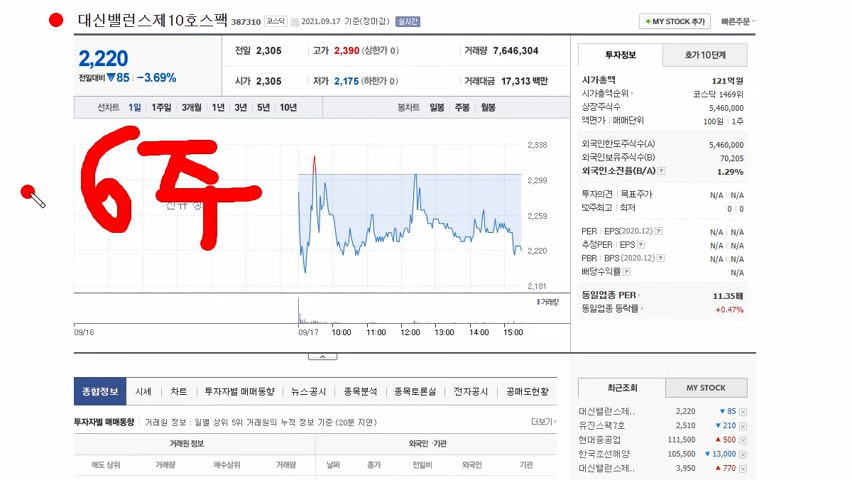 대신밸런스제10호스팩 387310 코스닥 2021.09.17 기준(장마감) 실시간
+ MY STOCK 추가 빠른주문
2,220
전일대비 ▼85 -3.69%
전일 2,305 고가 2,390 (상한가 0) 거래량 7,646,304
시가 2,305 저가 2,175 (하한가 0) 거래대금 17,313 백만
선차트 1일 1주일 3개월 1년 3년 5년 10년 봉차트 일봉 주봉 월봉
6주
신규 상
2,338
2,299
2,259
2,220
2,181
거래량
09/16 09/17 10:00 11:00 12:00 13:00 14:00 15:00
투자정보 호가 10단계
시가총액 121억원
시가총액순위 코스닥 1469위
상장주식수 5,460,000
액면가 매매단위 100원 1주
외국인한도주식수(A) 5,460,000
외국인보유주식수(B) 70,205
외국인소진율(B/A) ? 1.29%
투자의견 목표주가 N/A N/A
52주최고 최저 0 0
PER EPS(2020.12) ? N/A N/A
추정PER EPS ? N/A N/A
PBR BPS (2020.12) ? N/A N/A
배당수익률 ? N/A
동일업종 PER 11.35배
동일업종 등락률 +0.47%
종합정보 시세 차트 투자자별 매매동향 뉴스·공시 종목분석 종목토론실 전자공시 공매도현황
투자자별 매매동향 거래원 정보 : 일별 상위 5위 거래원의 누적 정보 기준 (20분 지연) 더보기
거래원 정보 외국인·기관
매도 상위 거래량 매수상위 거래량 날짜 종가 전일비 외국인 기관
최근조회 MY STOCK
대신밸런스제.. 2,220 ▼ 85
유진스팩7호 2,510 ▼ 210
현대중공업 111,500 ▲ 500
한국조선해양 105,500 ▼ 13,000
대신밸런스제.. 3,950 ▲ 770